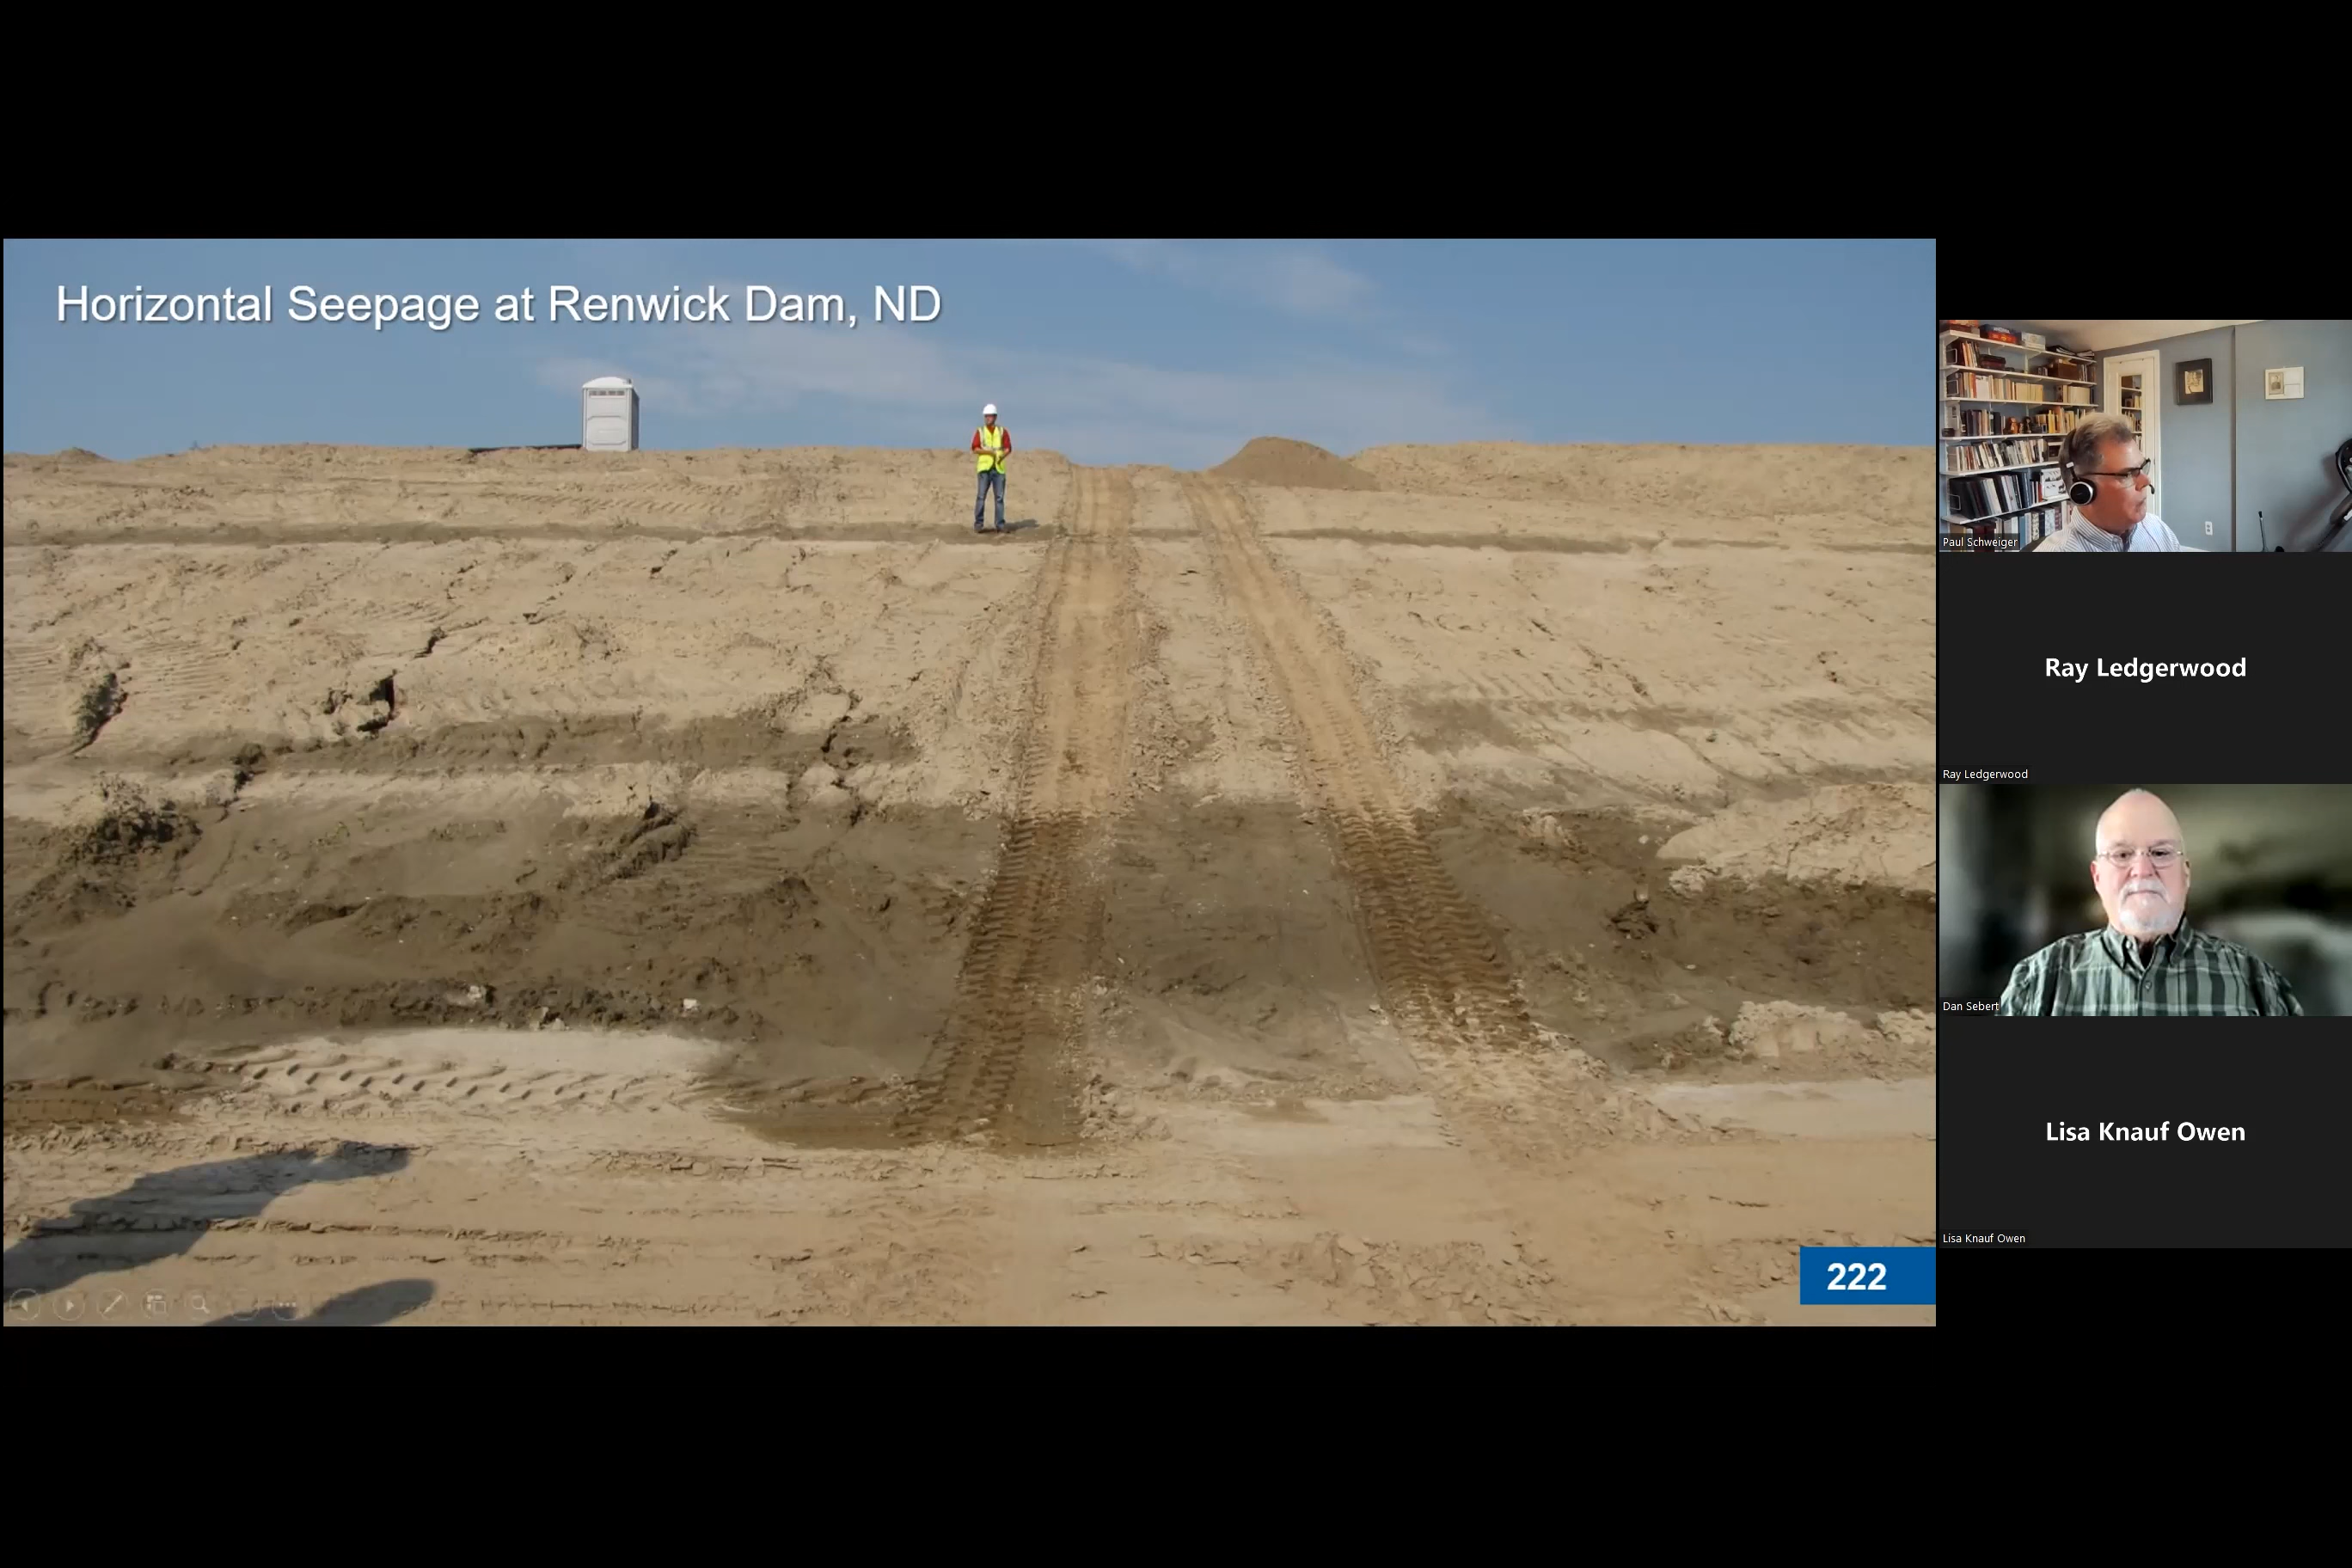 Horizontal Seepage at Renwick Dam, ND
222
Paul Schweiger
Ray Ledgerwood
Ray Ledgerwood
Dan Sebert
Lisa Knauf Owen
Lisa Knauf Owen